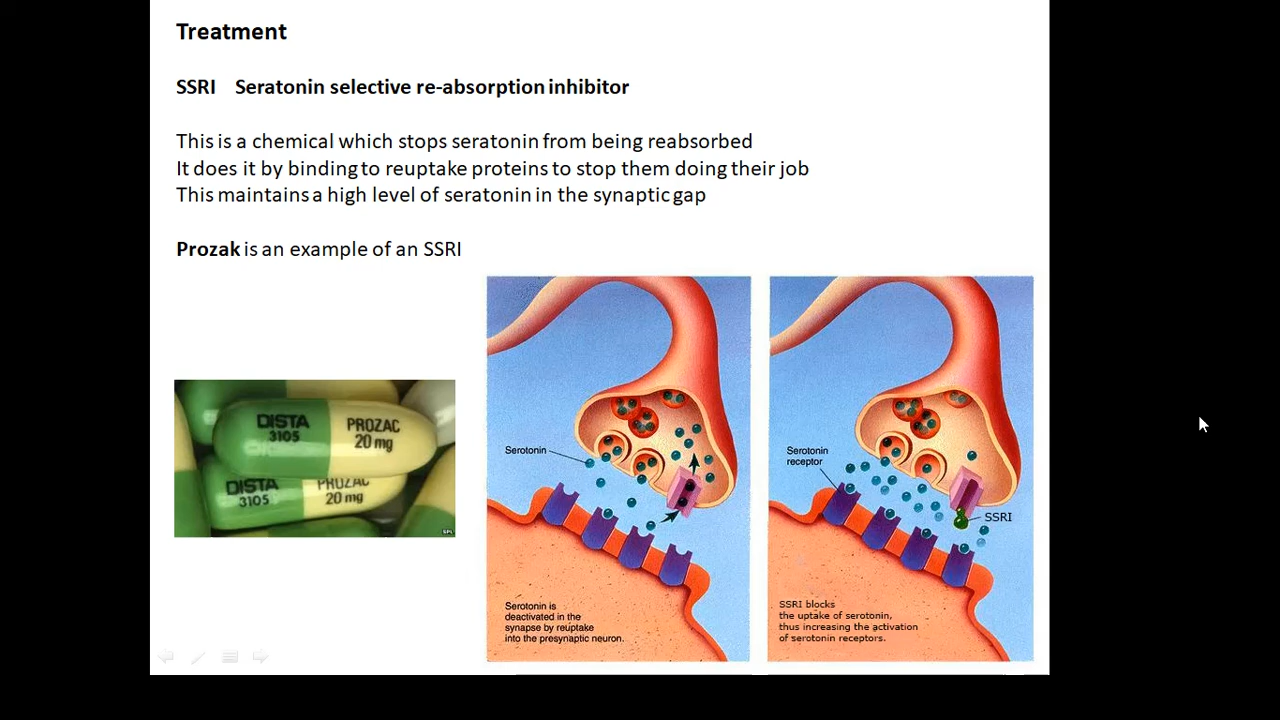 Treatment
SSRI Seratonin selective re-absorption inhibitor
This is a chemical which stops seratonin from being reabsorbed
It does it by binding to reuptake proteins to stop them doing their job
This maintains a high level of seratonin in the synaptic gap
Prozak is an example of an SSRI
DISTA
3105
PROZAC
20 mg
DISTA
3105
PROZAC
20 mg
SPL
Serotonin
Serotonin is
deactivated in the
synapse by reuptake
into the presynaptic neuron.
Serotonin
receptor
SSRI
SSRI blocks
the uptake of serotonin,
thus increasing the activation
of serotonin receptors.